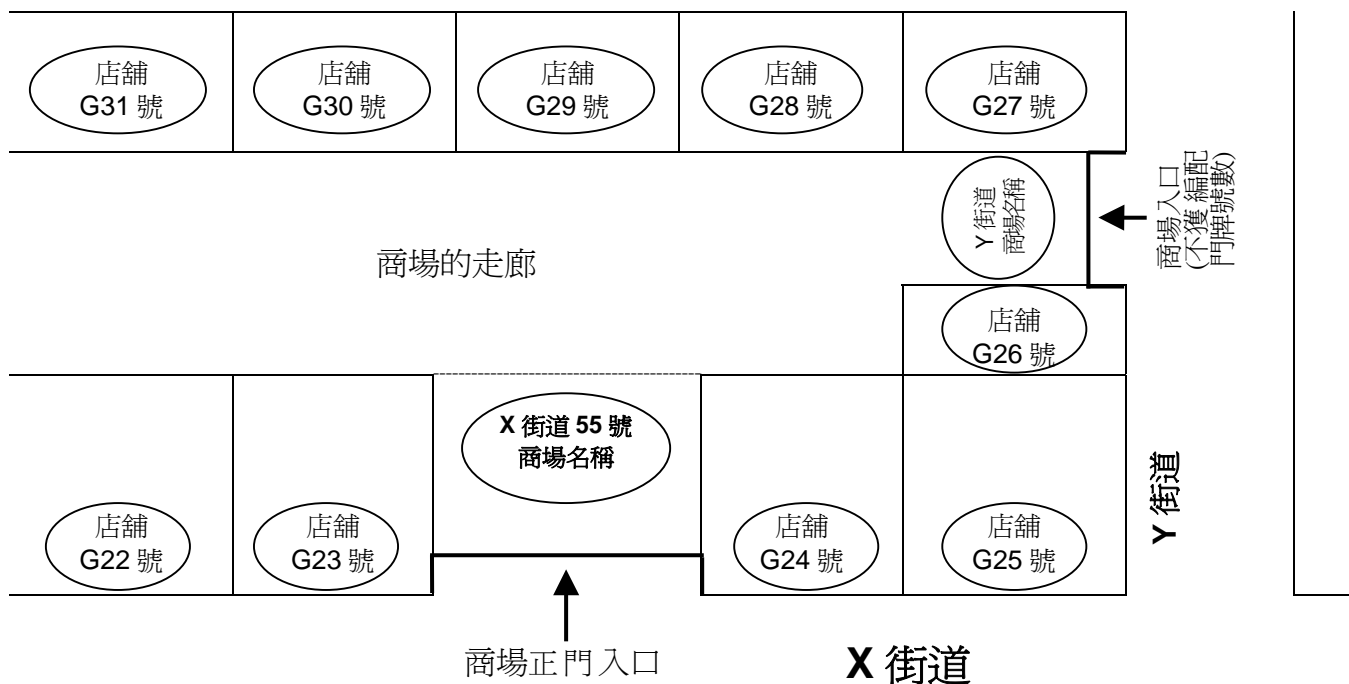 店舖
G31 號
店舖
G30 號
店舖
G29 號
店舖
G28 號
店舖
G27 號
Y 街道
商場名稱
商場入口
(不獲 編配
門牌號數)
商場的走廊
店舖
G26 號
X 街道 55 號
商場名稱
Y 街道
店舖
G22 號
店舖
G23 號
店舖
G24 號
店舖
G25 號
商場正門入口
X 街道